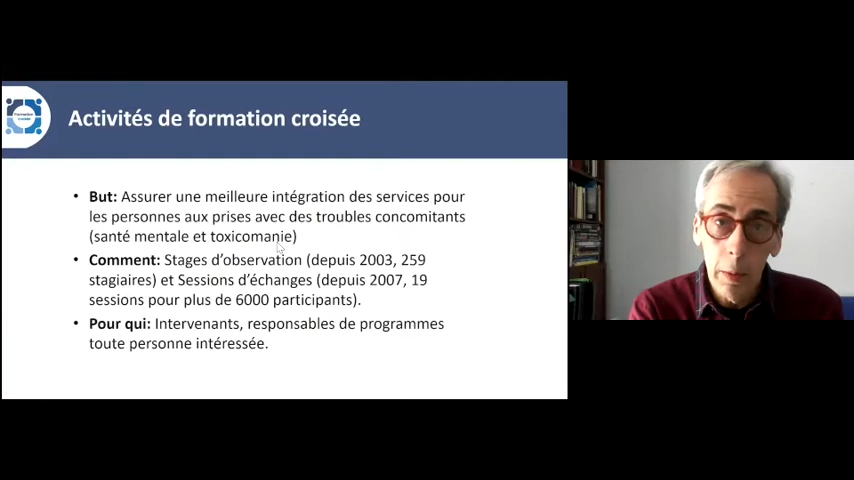 Activités de formation croisée
Formation
croisée
• But: Assurer une meilleure intégration des services pour
les personnes aux prises avec des troubles concomitants
(santé mentale et toxicomanie)
• Comment: Stages d'observation (depuis 2003, 259
stagiaires) et Sessions d'échanges (depuis 2007, 19
sessions pour plus de 6000 participants).
• Pour qui: Intervenants, responsables de programmes
toute personne intéressée.